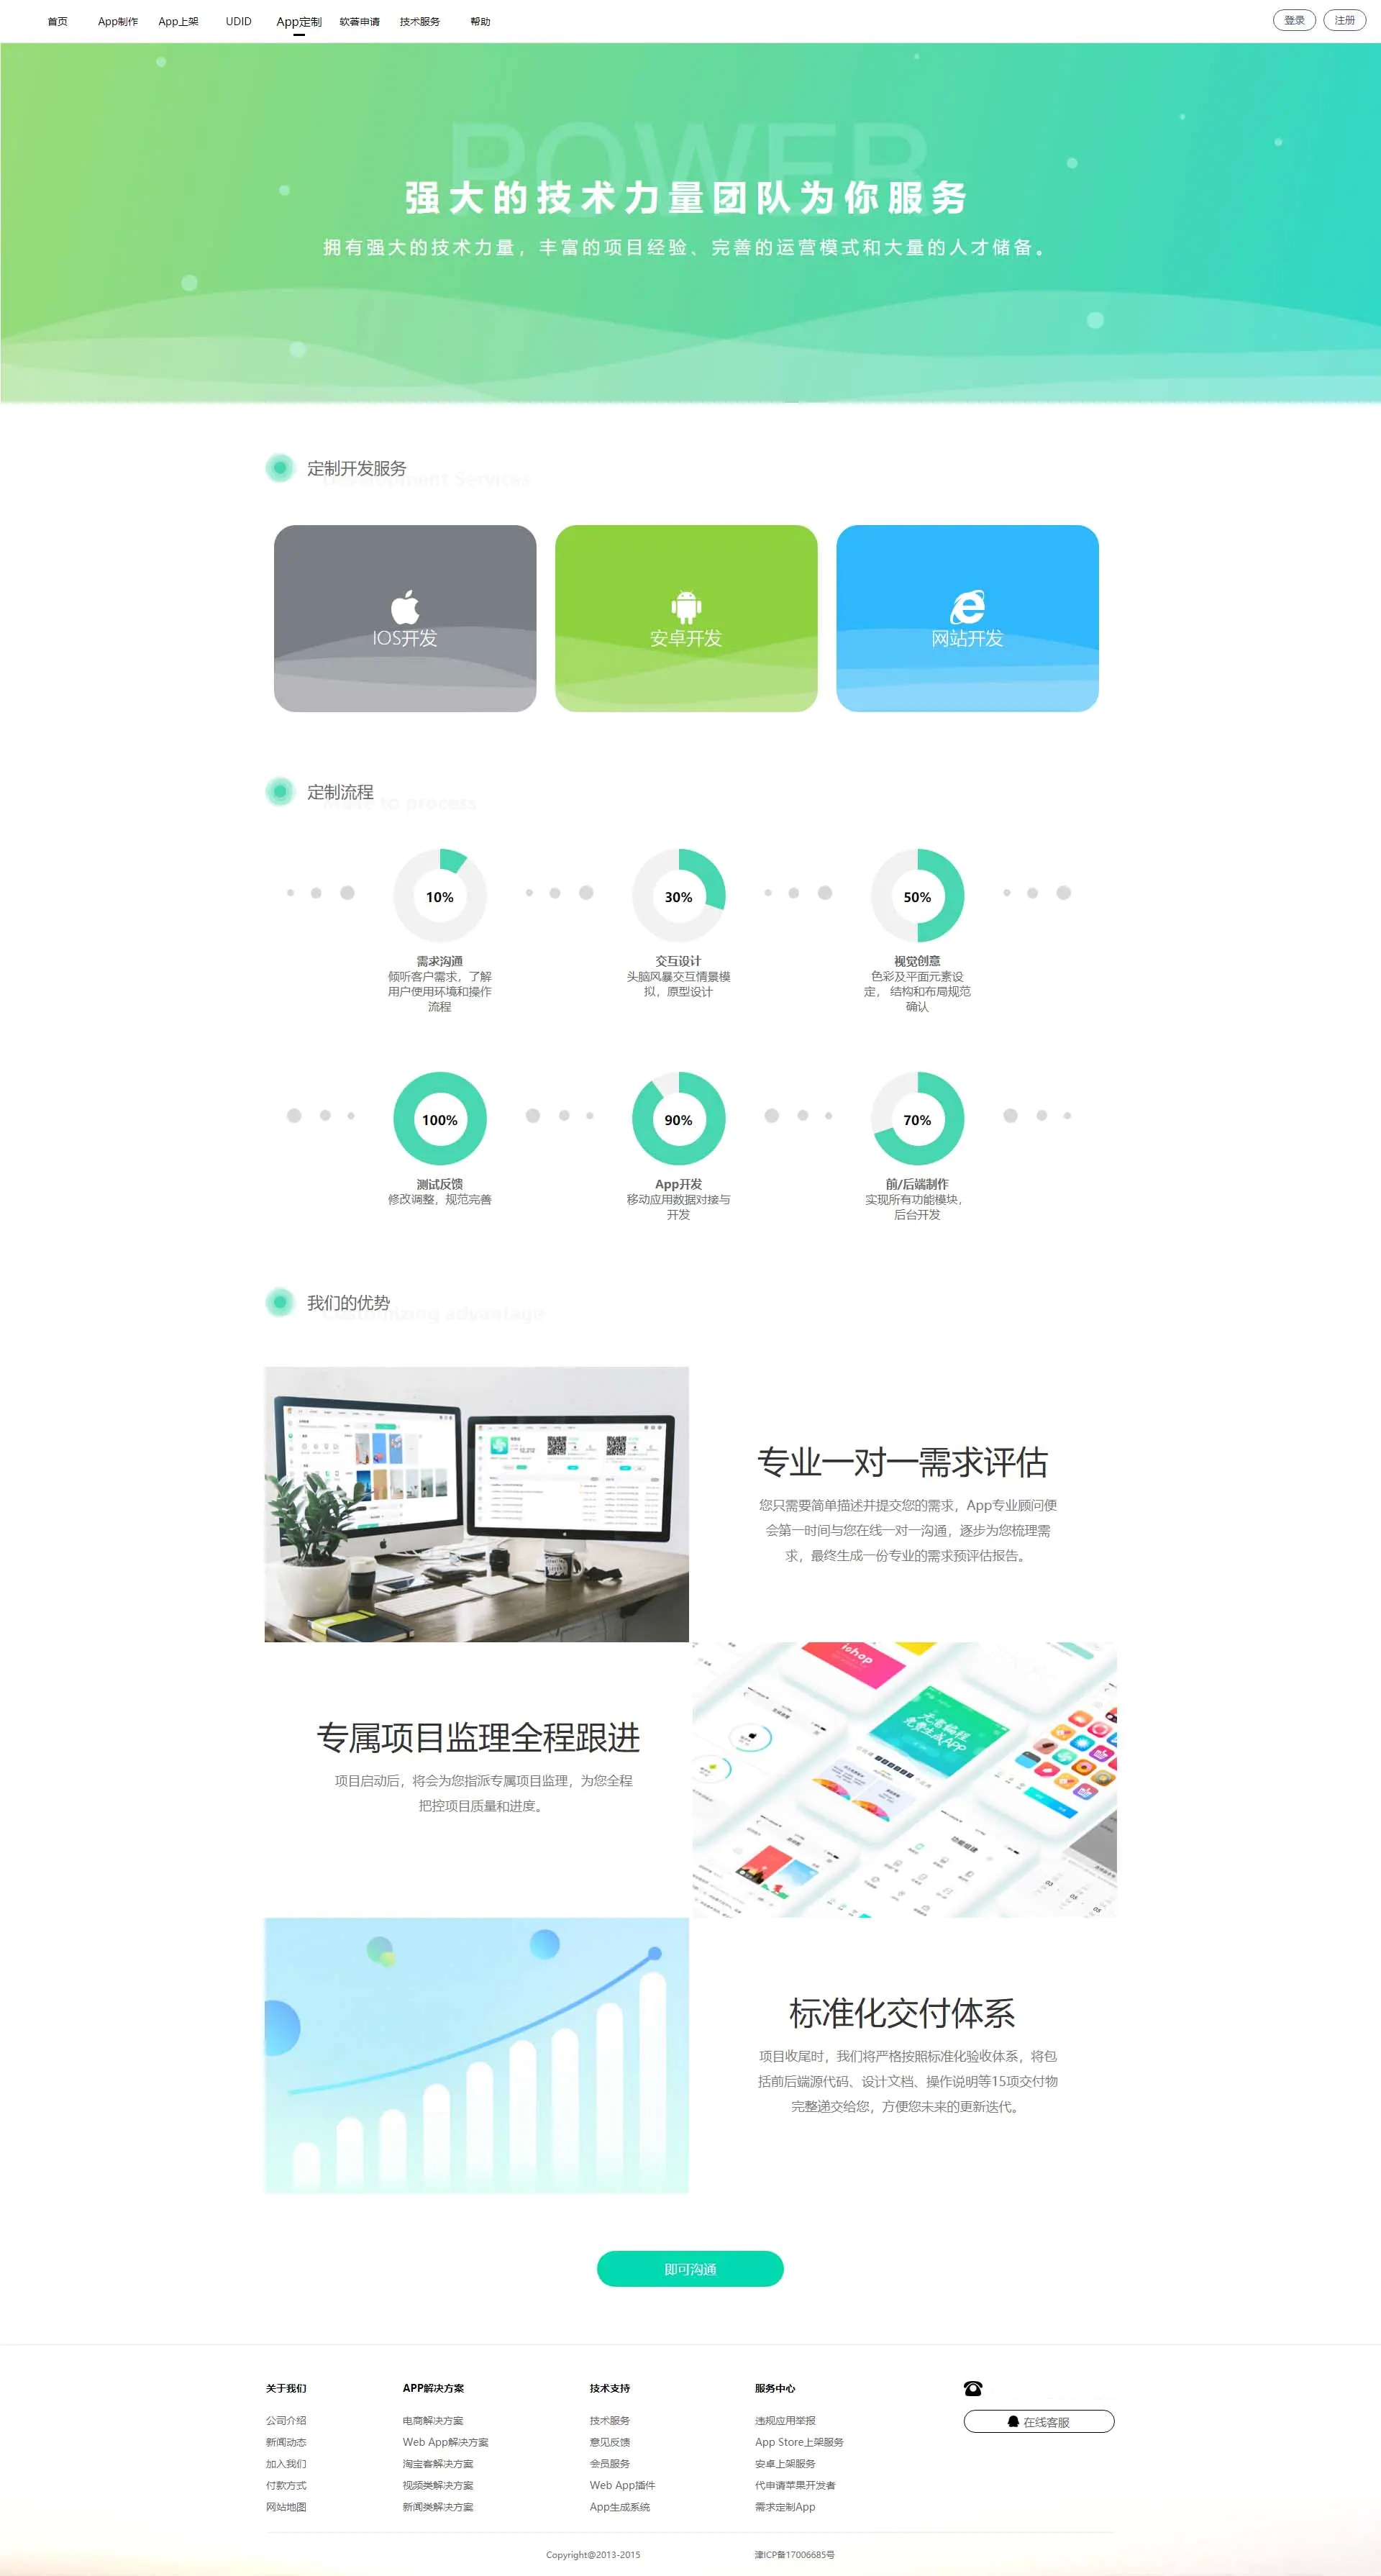 首页 App制作 App上架 UDID App定制 软著申请 技术服务 帮助 登录 注册
POWER
强大的技术力量团队为你服务
拥有强大的技术力量，丰富的项目经验、完善的运营模式和大量的人才储备。
定制开发服务
Development Services
IOS开发 安卓开发 网站开发
定制流程
to process
10% 30% 50%
需求沟通 交互设计 视觉创意
倾听客户需求，了解 头脑风暴交互情景模 色彩及平面元素设
用户使用环境和操作 拟，原型设计 定， 结构和布局规范
流程 确认
100% 90% 70%
测试反馈 App开发 前/后端制作
修改调整，规范完善 移动应用数据对接与 实现所有功能模块，
开发 后台开发
我们的优势
Customizing advantage
专业一对一需求评估
您只需要简单描述并提交您的需求，App专业顾问便
会第一时间与您在线一对一沟通，逐步为您梳理需
求，最终生成一份专业的需求预评估报告。
iohop
无需编程
免费生成APP
专属项目监理全程跟进
项目启动后，将会为您指派专属项目监理，为您全程
把控项目质量和进度。
标准化交付体系
项目收尾时，我们将严格按照标准化验收体系，将包
括前后端源代码、设计文档、操作说明等15项交付物
完整递交给您，方便您未来的更新迭代。
即可沟通
关于我们 APP解决方案 技术支持 服务中心
公司介绍 电商解决方案 技术服务 违规应用举报 在线客服
新闻动态 Web App解决方案 意见反馈 App Store上架服务
加入我们 淘宝客解决方案 会员服务 安卓上架服务
付款方式 视频类解决方案 Web App插件 代申请苹果开发者
网站地图 新闻类解决方案 App生成系统 需求定制App
Copyright@2013-2015 津ICP备17006685号